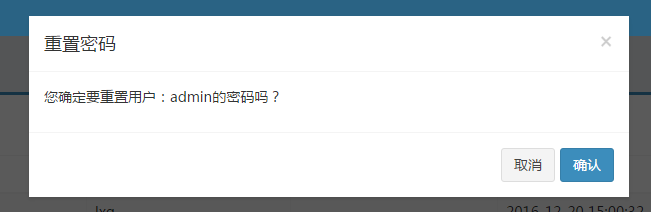 重置密码
×
您确定要重置用户：admin的密码吗？
取消 确认
lxg 2016-12-20 15:00:32